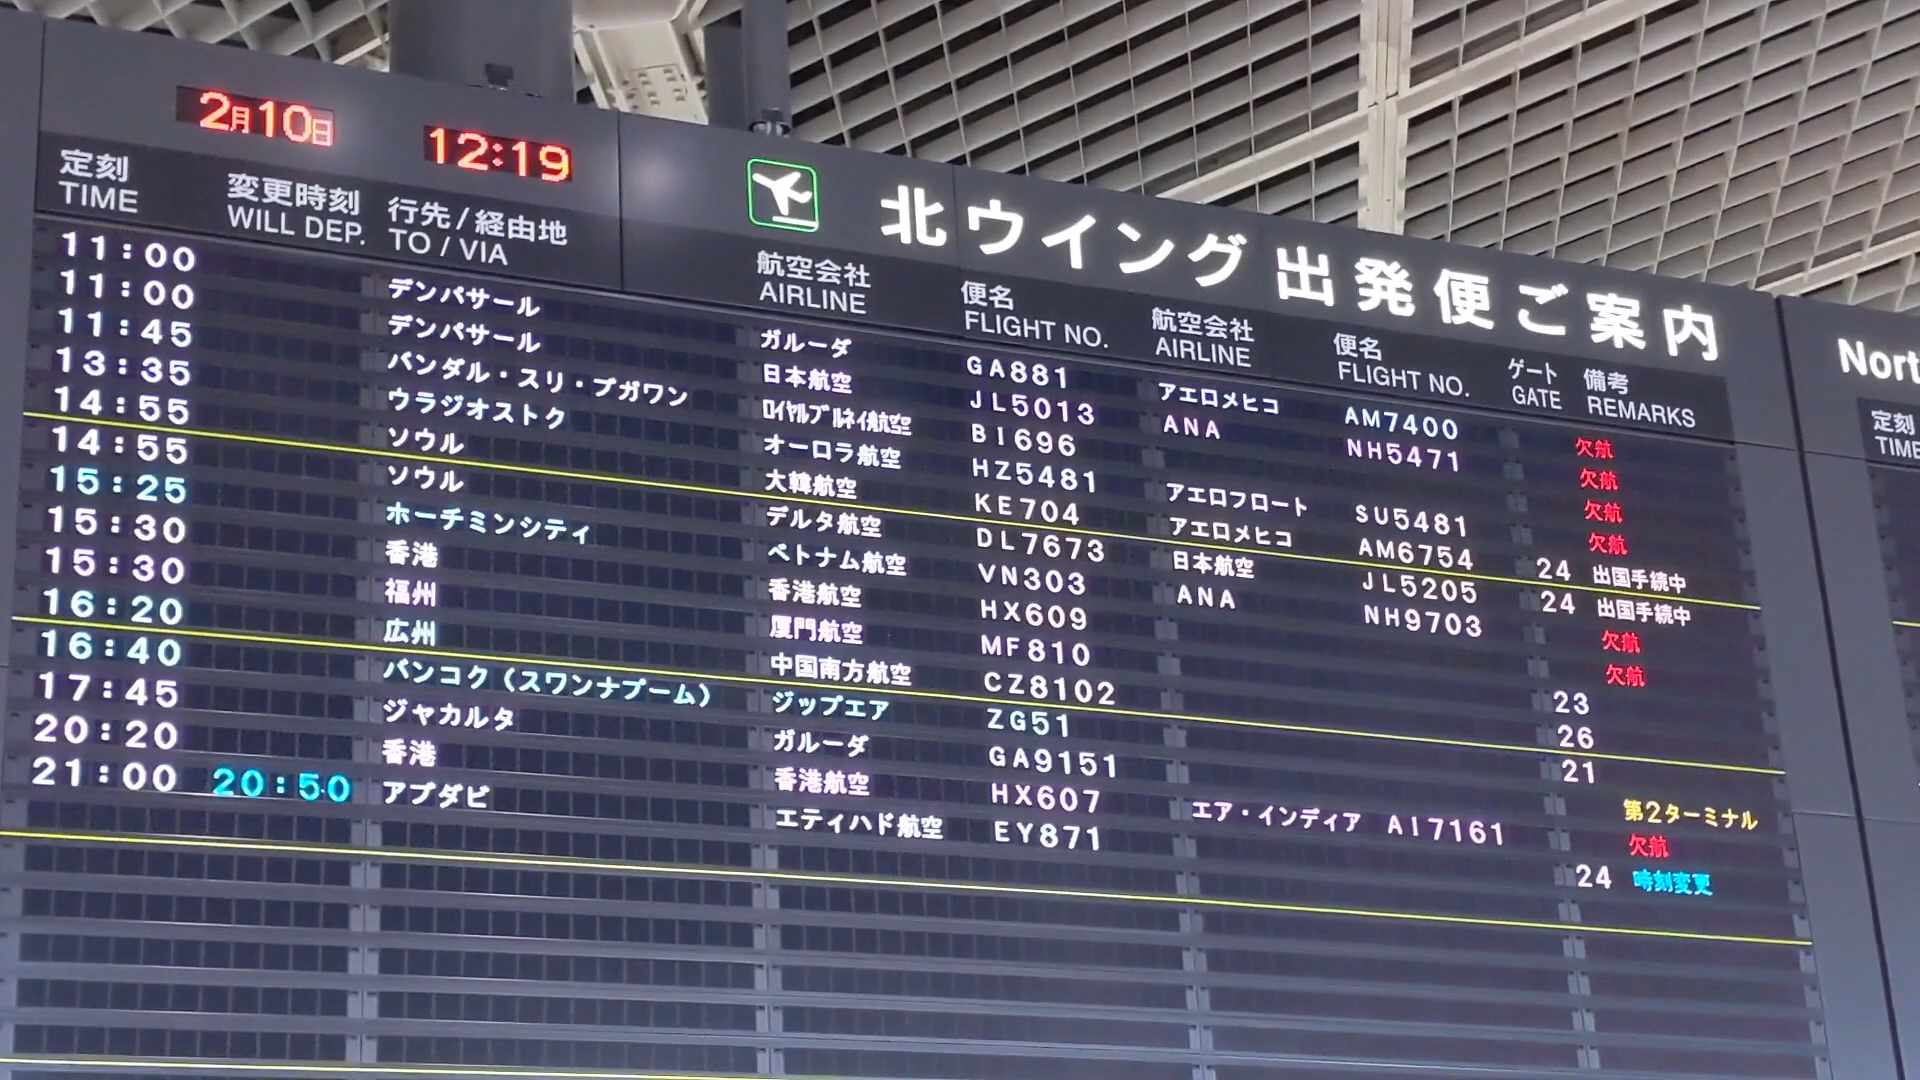 2月10日 12:19
北ウイング 出発便ご案内
定刻 変更時刻 行先/経由地 航空会社 便名 航空会社 便名 ゲート 備考
TIME WILL DEP. TO / VIA AIRLINE FLIGHT NO. AIRLINE FLIGHT NO. GATE REMARKS
11:00 デンパサール ガルーダ GA881 アエロメヒコ AM7400 欠航
11:00 デンパサール 日本航空 JL5013 ANA NH5471 欠航
11:45 バンダル・スリ・ブガワン ロイヤルブルネイ航空 BI696 欠航
13:35 ウラジオストク オーロラ航空 HZ5481 アエロフロート SU5481 欠航
14:55 ソウル 大韓航空 KE704 アエロメヒコ AM6754 24 出国手続中
14:55 ソウル デルタ航空 DL7673 日本航空 JL5205 24 出国手続中
15:25 ホーチミンシティ ベトナム航空 VN303 ANA NH9703 欠航
15:30 香港 香港航空 HX609 欠航
15:30 福州 厦門航空 MF810 23
16:20 広州 中国南方航空 CZ8102 26
16:40 バンコク（スワンナプーム） ジップエア ZG51 21
17:45 ジャカルタ ガルーダ GA9151 第2ターミナル
20:20 香港 香港航空 HX607 欠航
21:00 20:50 アブダビ エティハド航空 EY871 エア・インディア AI7161 24 時刻変更
Nort
定刻
TIME